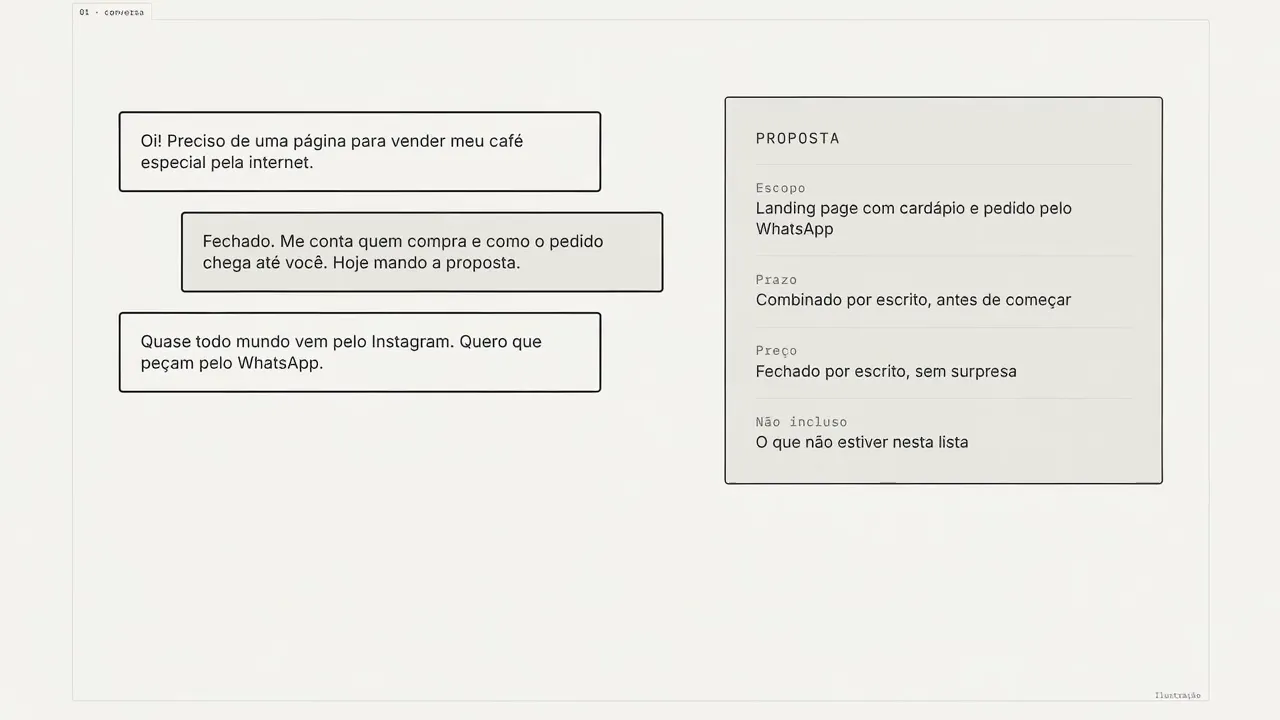 01 · conversa
Oi! Preciso de uma página para vender meu café
especial pela internet.
Fechado. Me conta quem compra e como o pedido
chega até você. Hoje mando a proposta.
Quase todo mundo vem pelo Instagram. Quero que
peçam pelo WhatsApp.
PROPOSTA
Escopo
Landing page com cardápio e pedido pelo
WhatsApp
Prazo
Combinado por escrito, antes de começar
Preço
Fechado por escrito, sem surpresa
Não incluso
O que não estiver nesta lista
Ilustração